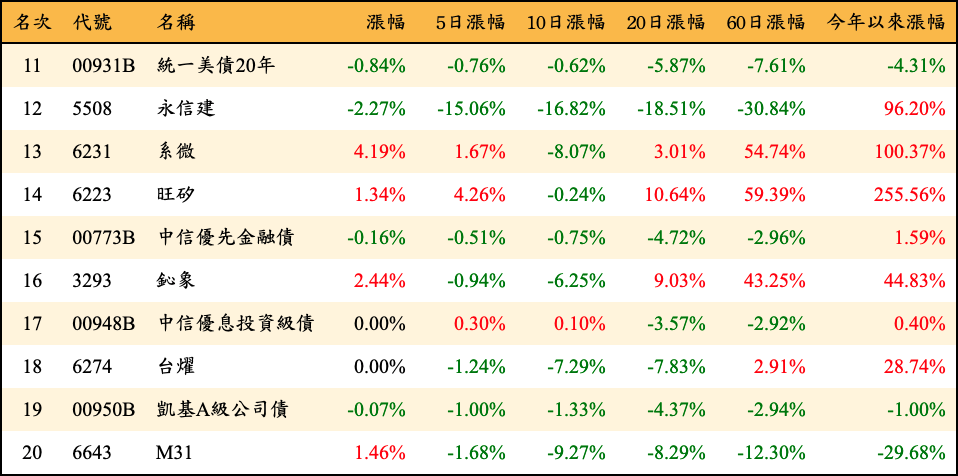 名次 代號 名稱 漲幅 5日漲幅 10日漲幅 20日漲幅 60日漲幅 今年以來漲幅
11 00931B 統一美債20年 -0.84% -0.76% -0.62% -5.87% -7.61% -4.31%
12 5508 永信建 -2.27% -15.06% -16.82% -18.51% -30.84% 96.20%
13 6231 系微 4.19% 1.67% -8.07% 3.01% 54.74% 100.37%
14 6223 旺矽 1.34% 4.26% -0.24% 10.64% 59.39% 255.56%
15 00773B 中信優先金融債 -0.16% -0.51% -0.75% -4.72% -2.96% 1.59%
16 3293 鈊象 2.44% -0.94% -6.25% 9.03% 43.25% 44.83%
17 00948B 中信優息投資級債 0.00% 0.30% 0.10% -3.57% -2.92% 0.40%
18 6274 台燿 0.00% -1.24% -7.29% -7.83% 2.91% 28.74%
19 00950B 凱基A級公司債 -0.07% -1.00% -1.33% -4.37% -2.94% -1.00%
20 6643 M31 1.46% -1.68% -9.27% -8.29% -12.30% -29.68%